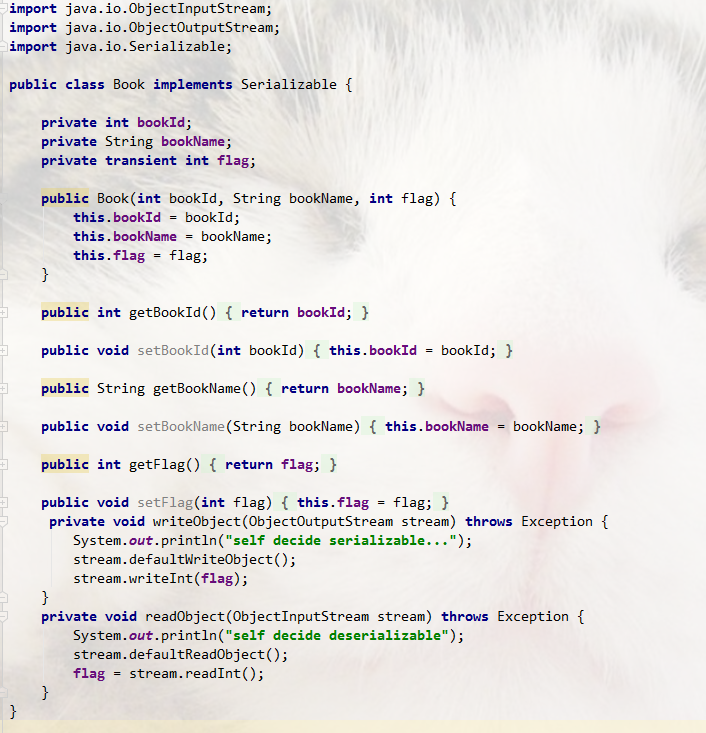 import java.io.ObjectInputStream;
import java.io.ObjectOutputStream;
import java.io.Serializable;
public class Book implements Serializable {
private int bookId;
private String bookName;
private transient int flag;
public Book(int bookId, String bookName, int flag) {
this.bookId = bookId;
this.bookName = bookName;
this.flag = flag;
}
public int getBookId() { return bookId; }
public void setBookId(int bookId) { this.bookId = bookId; }
public String getBookName() { return bookName; }
public void setBookName(String bookName) { this.bookName = bookName; }
public int getFlag() { return flag; }
public void setFlag(int flag) { this.flag = flag; }
private void writeObject(ObjectOutputStream stream) throws Exception {
System.out.println("self decide serializable...");
stream.defaultWriteObject();
stream.writeInt(flag);
}
private void readObject(ObjectInputStream stream) throws Exception {
System.out.println("self decide deserializable");
stream.defaultReadObject();
flag = stream.readInt();
}
}